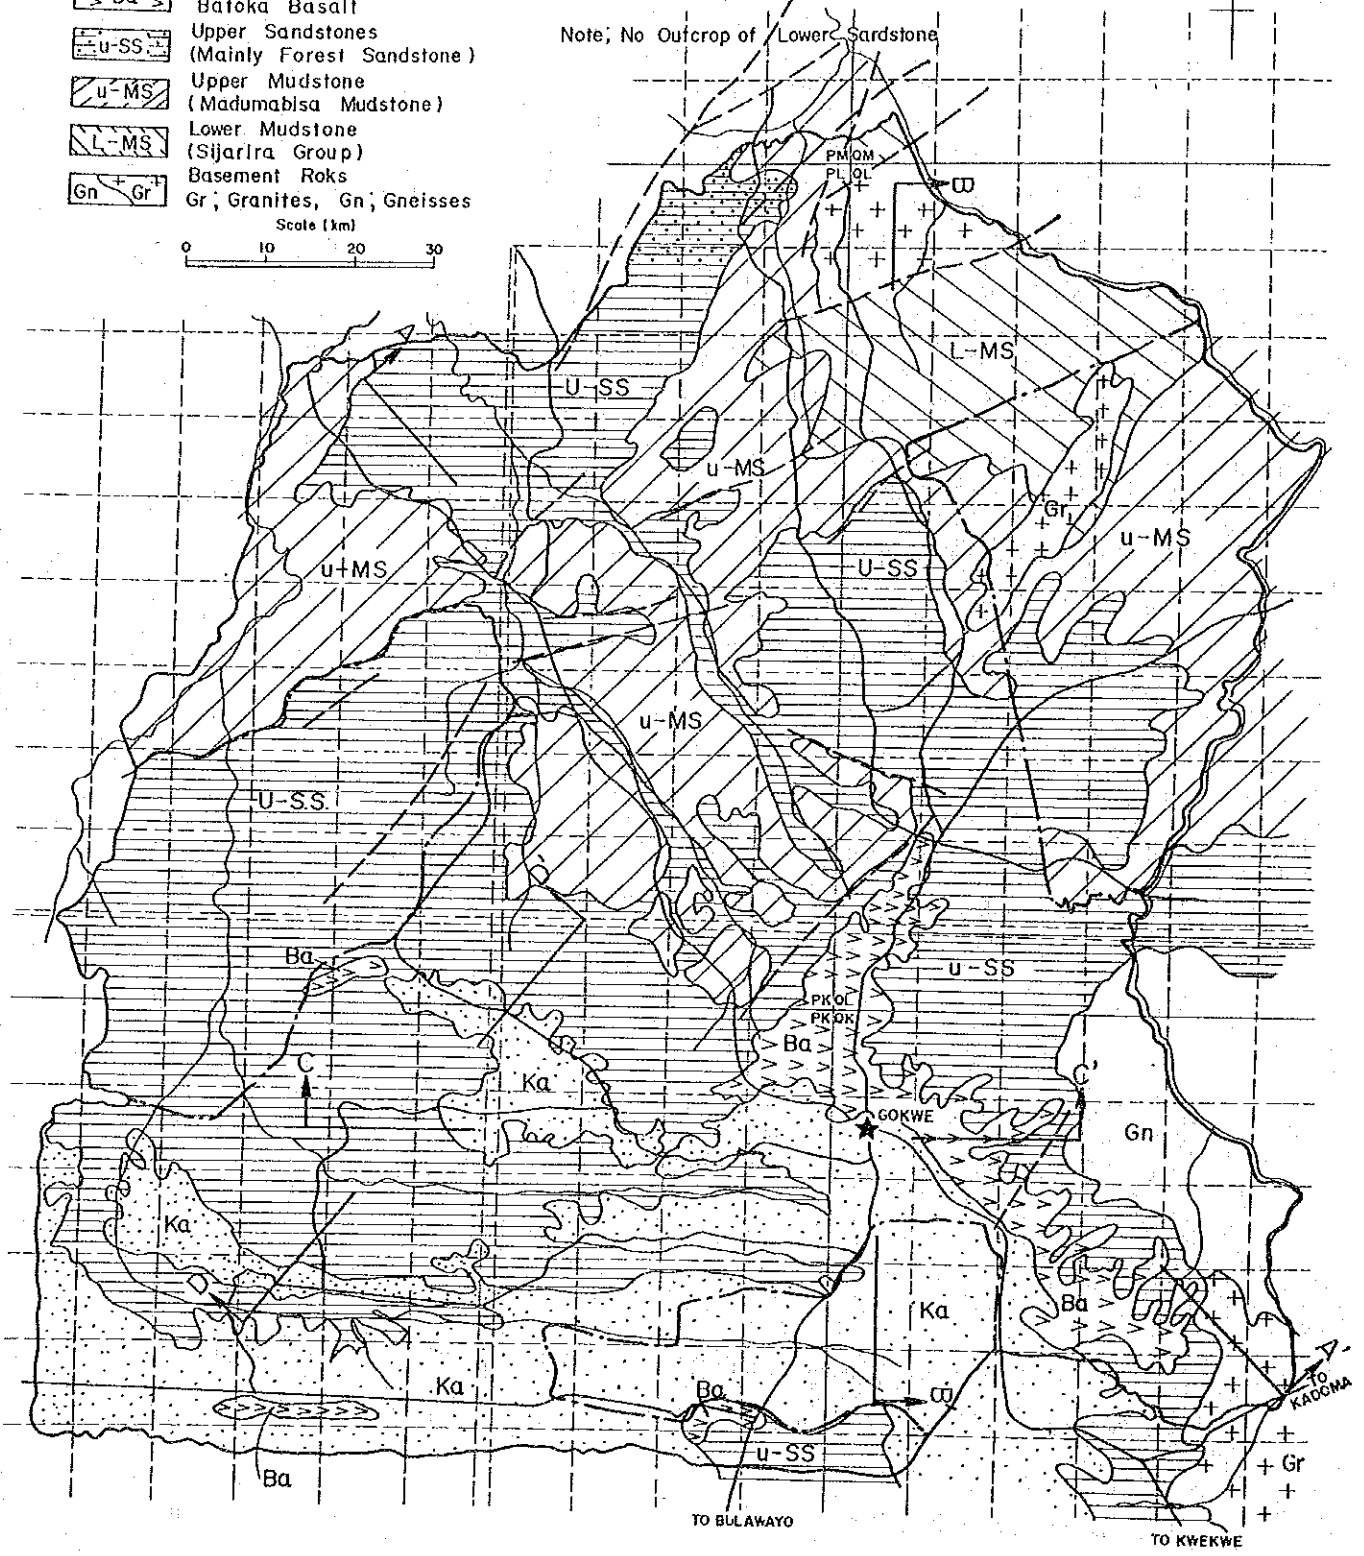 Ba
Batoka Basalt
u-SS
Upper Sandstones
(Mainly Forest Sandstone)
u-MS
Upper Mudstone
(Madumabisa Mudstone)
L-MS
Lower Mudstone
(Sijarira Group)
Gn Gr
Basement Roks
Gr; Granites, Gn; Gneisses
Scale (km)
0 10 20 30
Note; No Outcrop of Lower Sardstone
PM QM
PL QL
B
A
L-MS
U-SS
u-MS
Gr
u-MS
U-SS
u-MS
u-MS
U-S.S.
D'
Ba
u-SS
PK QL
PK QK
Ba
C
Ka
C'
GOKWE
Gn
Ka
D
Ka
Ba
Ka
Ba
B'
A'
TO
KADOMA
u-SS
Gr
Ba
TO BULAWAYO
TO KWEKWE